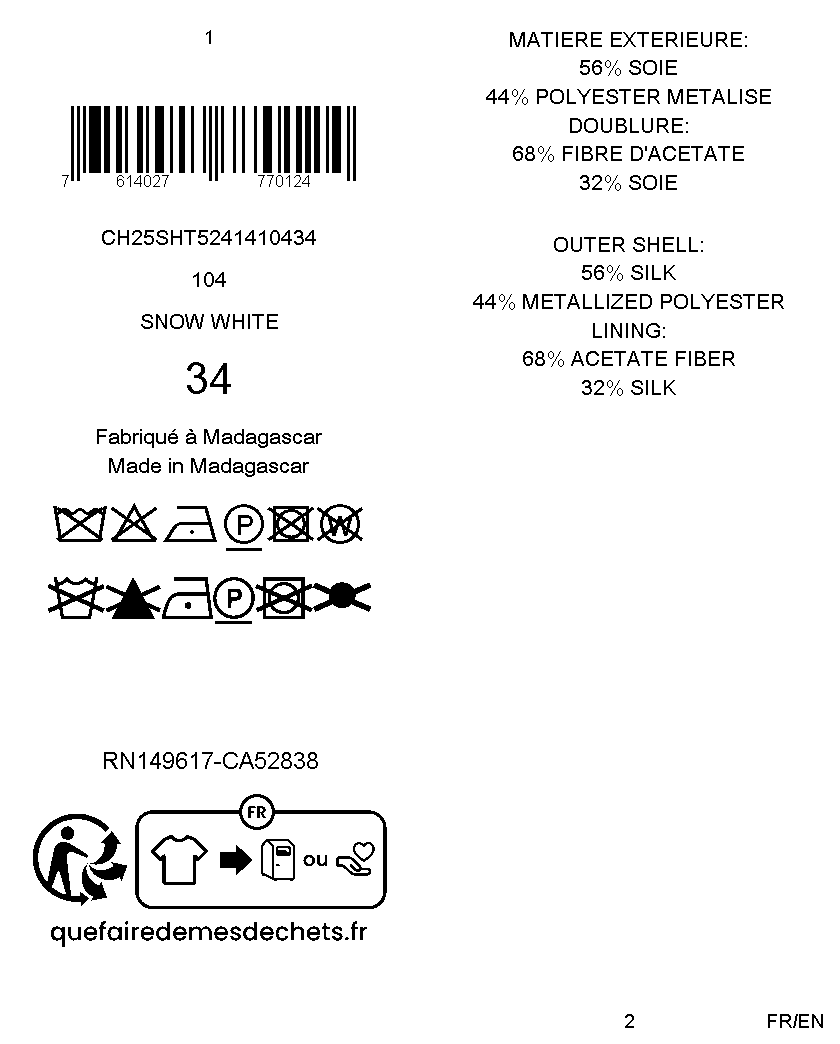 1
7 614027 770124
CH25SHT5241410434
104
SNOW WHITE
34
Fabriqué à Madagascar
Made in Madagascar
P W
P
RN149617-CA52838
FR
ou
quefairedemesdechets.fr
MATIERE EXTERIEURE:
56% SOIE
44% POLYESTER METALISE
DOUBLURE:
68% FIBRE D'ACETATE
32% SOIE
OUTER SHELL:
56% SILK
44% METALLIZED POLYESTER
LINING:
68% ACETATE FIBER
32% SILK
2
FR/EN